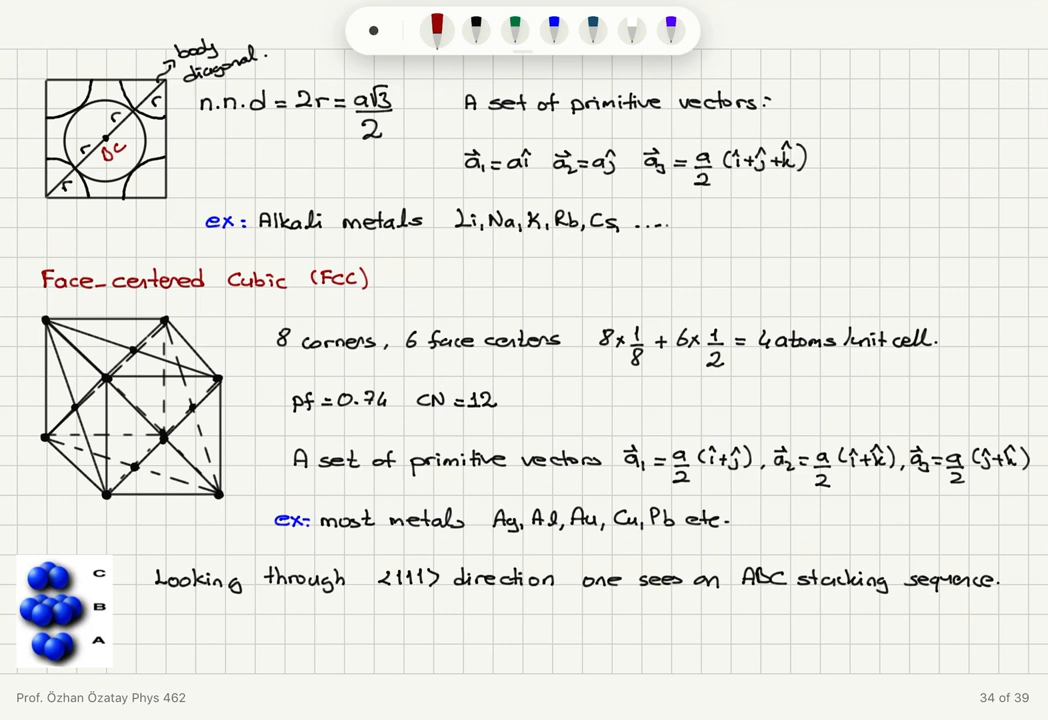 body
diagonal.
r
r
r
r
BC
n.n.d = 2r = a√3/2
A set of primitive vectors:
a⃗₁ = aî a⃗₂ = aĵ a⃗₃ = a/2 (î+ĵ+k̂)
ex: Alkali metals Li, Na, K, Rb, Cs, ....
Face-centered Cubic (FCC)
8 corners, 6 face centers 8×1/8 + 6×1/2 = 4 atoms/unit cell.
pf = 0.74 CN = 12
A set of primitive vectors a⃗₁ = a/2 (î+ĵ), a⃗₂ = a/2 (î+k̂), a⃗₃ = a/2 (ĵ+k̂)
ex: most metals Ag, Al, Au, Cu, Pb etc.
C
B
A
Looking through <111> direction one sees an ABC stacking sequence.
Prof. Özhan Özatay Phys 462
34 of 39